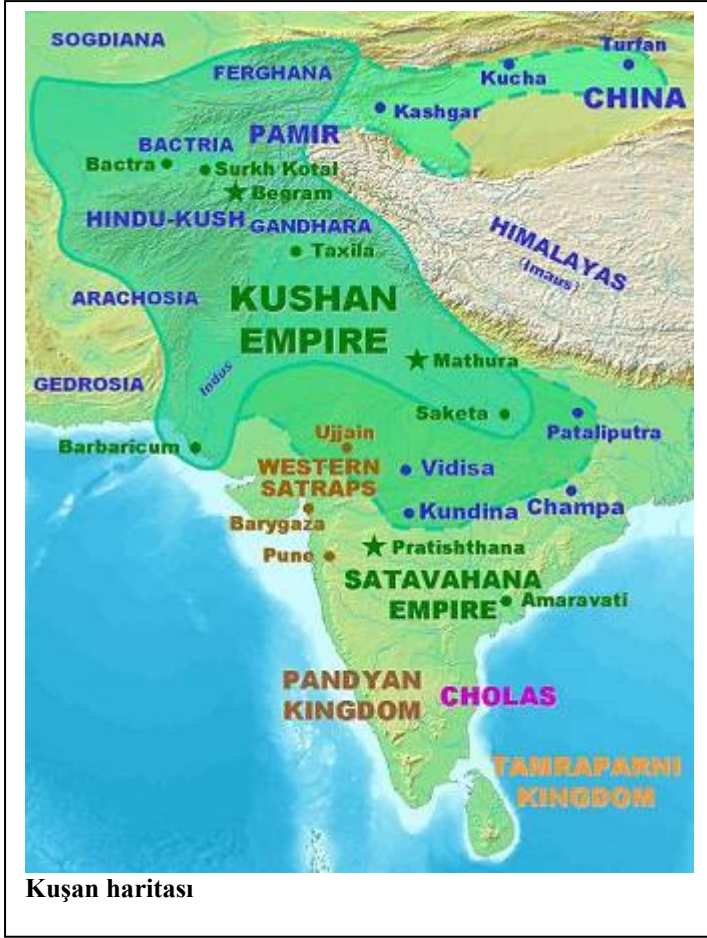 SOGDIANA
Turfan
FERGHANA
Kucha
CHINA
Kashgar
PAMIR
BACTRIA
Bactra
Surkh Kotal
Begram
HINDU-KUSH
GANDHARA
Taxila
HIMALAYAS
(Imaus)
ARACHOSIA
KUSHAN
EMPIRE
Mathura
GEDROSIA
Indus
Saketa
Pataliputra
Barbaricum
Ujjain
WESTERN
SATRAPS
Vidisa
Champa
Barygaza
Kundina
Pune
Pratishthana
SATAVAHANA
EMPIRE
Amaravati
PANDYAN
KINGDOM
CHOLAS
TAMRAPARNI
KINGDOM
Kuşan haritası